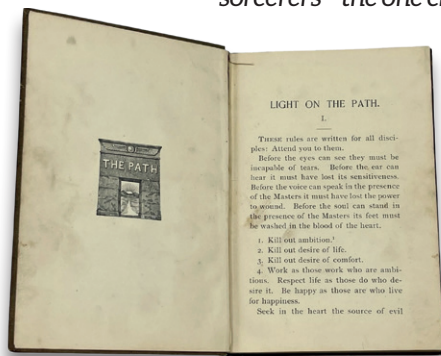 sorcerers – the one
THE PATH
LIGHT ON THE PATH.
I.
THESE rules are written for all disci-
ples: Attend you to them.
Before the eyes can see they must be
incapable of tears. Before the ear can
hear it must have lost its sensitiveness.
Before the voice can speak in the presence
of the Masters it must have lost the power
to wound. Before the soul can stand in
the presence of the Masters its feet must
be washed in the blood of the heart.
1. Kill out ambition.¹
2. Kill out desire of life.
3. Kill out desire of comfort.
4. Work as those work who are ambi-
tions. Respect life as those do who de-
sire it. Be happy as those are who live
for happiness.
Seek in the heart the source of evil